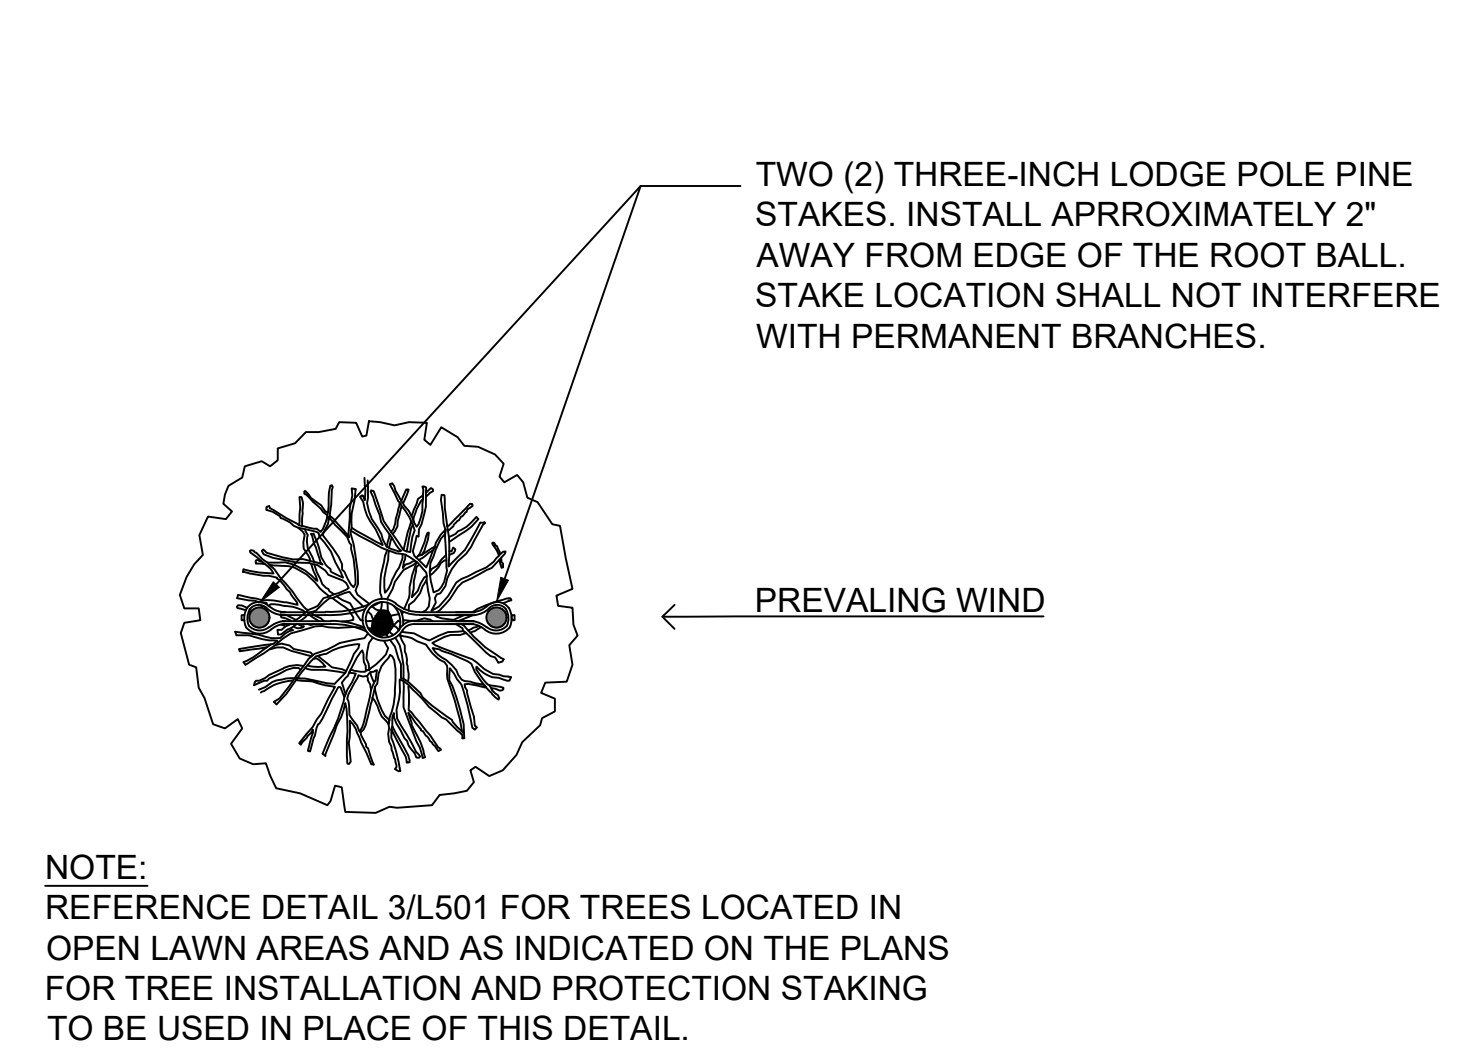 TWO (2) THREE-INCH LODGE POLE PINE
STAKES. INSTALL APRROXIMATELY 2"
AWAY FROM EDGE OF THE ROOT BALL.
STAKE LOCATION SHALL NOT INTERFERE
WITH PERMANENT BRANCHES.
PREVALING WIND
NOTE:
REFERENCE DETAIL 3/L501 FOR TREES LOCATED IN
OPEN LAWN AREAS AND AS INDICATED ON THE PLANS
FOR TREE INSTALLATION AND PROTECTION STAKING
TO BE USED IN PLACE OF THIS DETAIL.